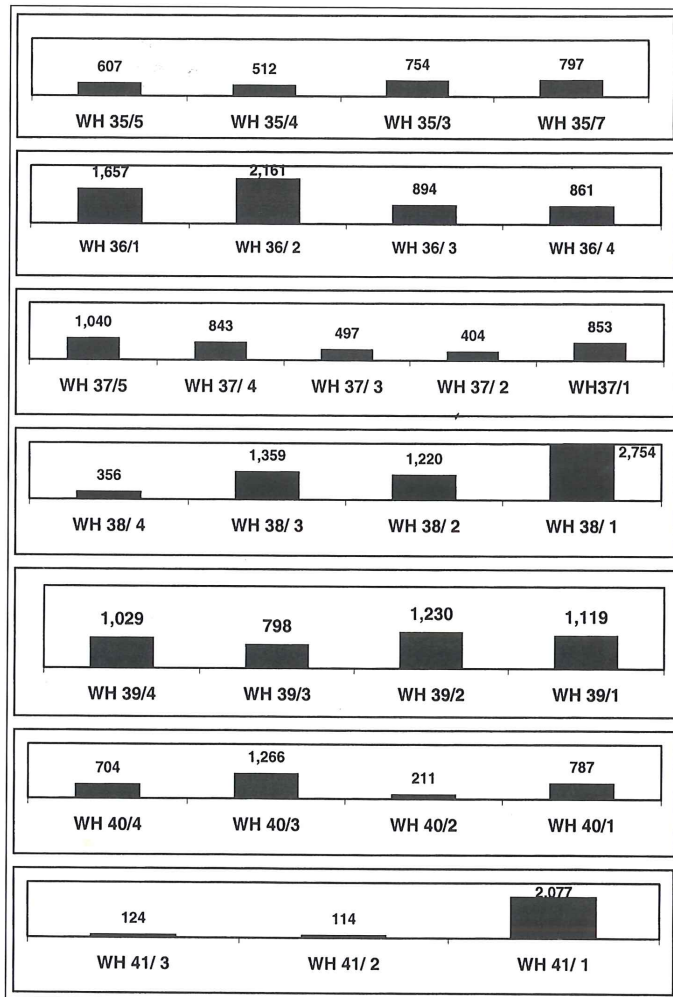 607 512 754 797
WH 35/5 WH 35/4 WH 35/3 WH 35/7
1,657 2,161 894 861
WH 36/1 WH 36/ 2 WH 36/ 3 WH 36/ 4
1,040 843 497 404 853
WH 37/5 WH 37/ 4 WH 37/ 3 WH 37/ 2 WH37/1
356 1,359 1,220 2,754
WH 38/ 4 WH 38/ 3 WH 38/ 2 WH 38/ 1
1,029 798 1,230 1,119
WH 39/4 WH 39/3 WH 39/2 WH 39/1
704 1,266 211 787
WH 40/4 WH 40/3 WH 40/2 WH 40/1
124 114 2,077
WH 41/ 3 WH 41/ 2 WH 41/ 1